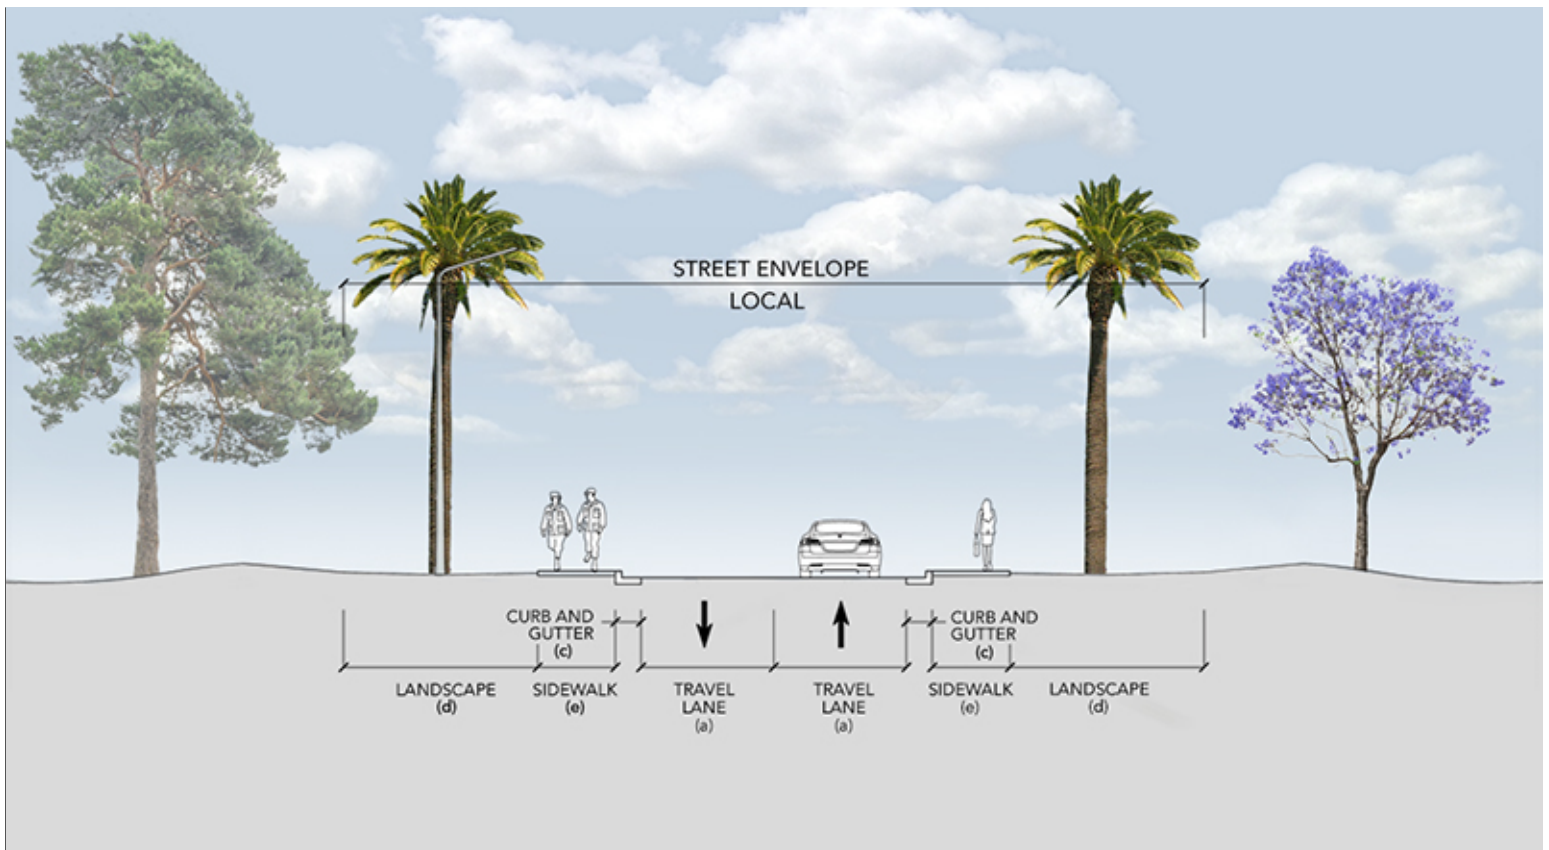 STREET ENVELOPE
LOCAL
CURB AND
GUTTER
(c)
CURB AND
GUTTER
(c)
LANDSCAPE
(d)
SIDEWALK
(e)
TRAVEL
LANE
(a)
TRAVEL
LANE
(a)
SIDEWALK
(e)
LANDSCAPE
(d)